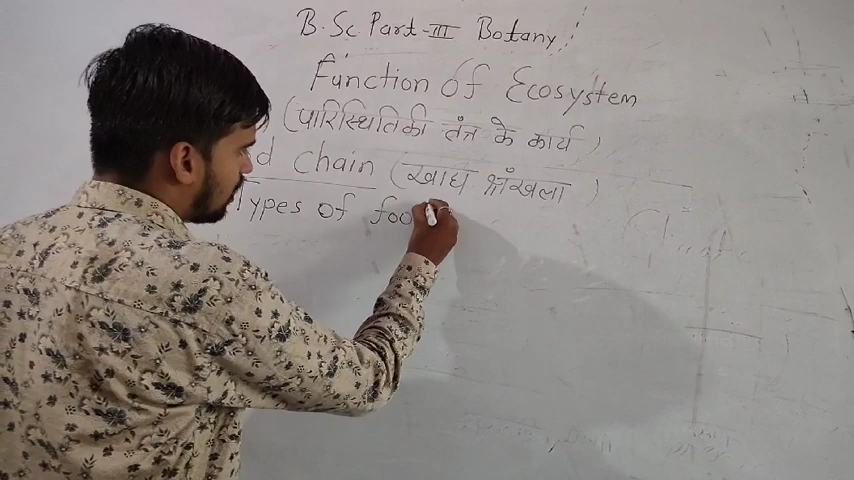 B.Sc. Part-III Botany
Function of Ecosystem
(पारिस्थितिकी तंत्र के कार्य)
d chain (खाद्य श्रंखला)
Types of foo